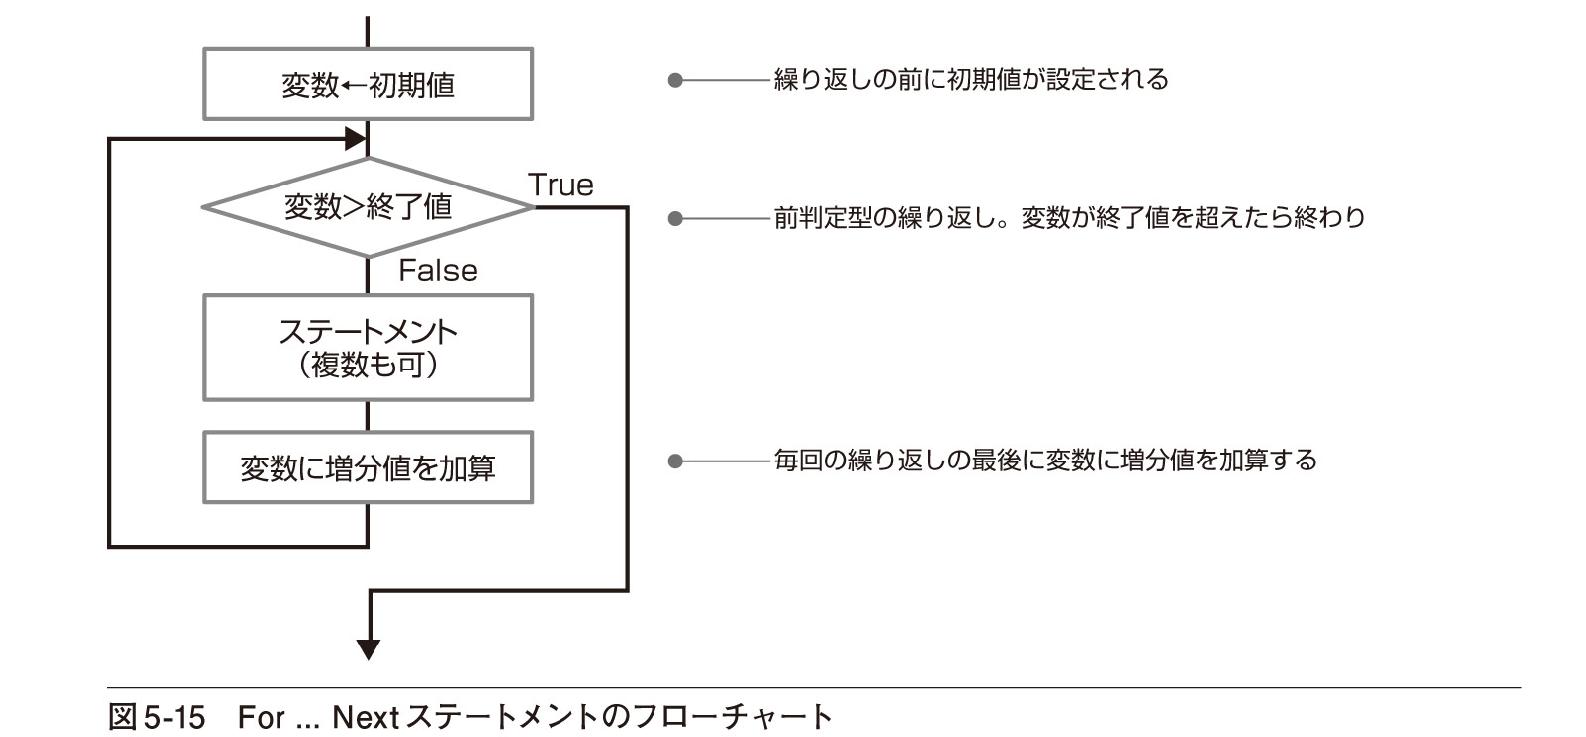 変数←初期値
繰り返しの前に初期値が設定される
変数＞終了値
True
前判定型の繰り返し。変数が終了値を超えたら終わり
False
ステートメント
（複数も可）
変数に増分値を加算
毎回の繰り返しの最後に変数に増分値を加算する
図5-15　For ... Nextステートメントのフローチャート